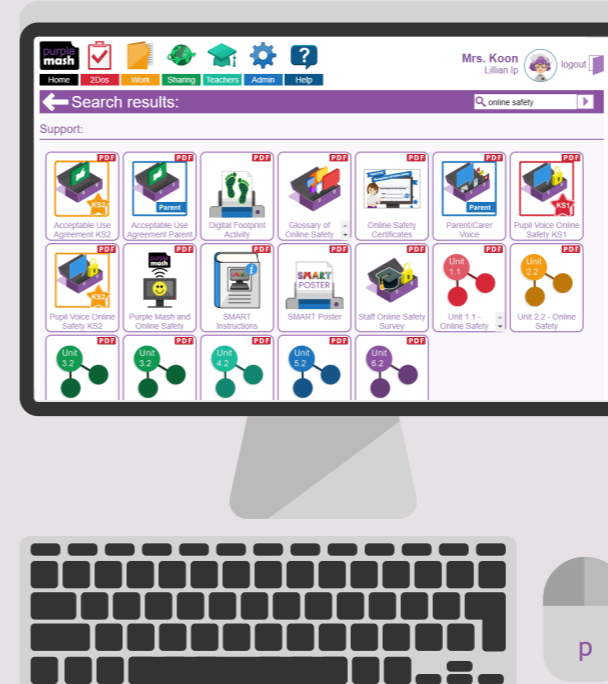 purple
mash
Home
2Dos
Work
Sharing
Teachers
Admin
Help
Mrs. Koon
Lillian Ip
logout
Search results:
online safety
Support:
PDF PDF PDF PDF PDF PDF PDF
KS2 Parent Parent KS1
Acceptable Use
Agreement KS2
Acceptable Use
Agreement Parent
Digital Footprint
Activity
Glossary of
Online Safety
Online Safety
Certificates
Parent/Carer
Voice
Pupil Voice Online
Safety KS1
PDF PDF PDF PDF PDF PDF PDF
KS2
purple
mash
SMART
POSTER
Unit
1.1
Unit
2.2
Pupil Voice Online
Safety KS2
Purple Mash and
Online Safety
SMART
Instructions
SMART Poster
Staff Online Safety
Survey
Unit 1.1 -
Online Safety
Unit 2.2 - Online
Safety
PDF PDF PDF PDF PDF
Unit
3.2
Unit
3.2
Unit
4.2
Unit
5.2
Unit
6.2
p